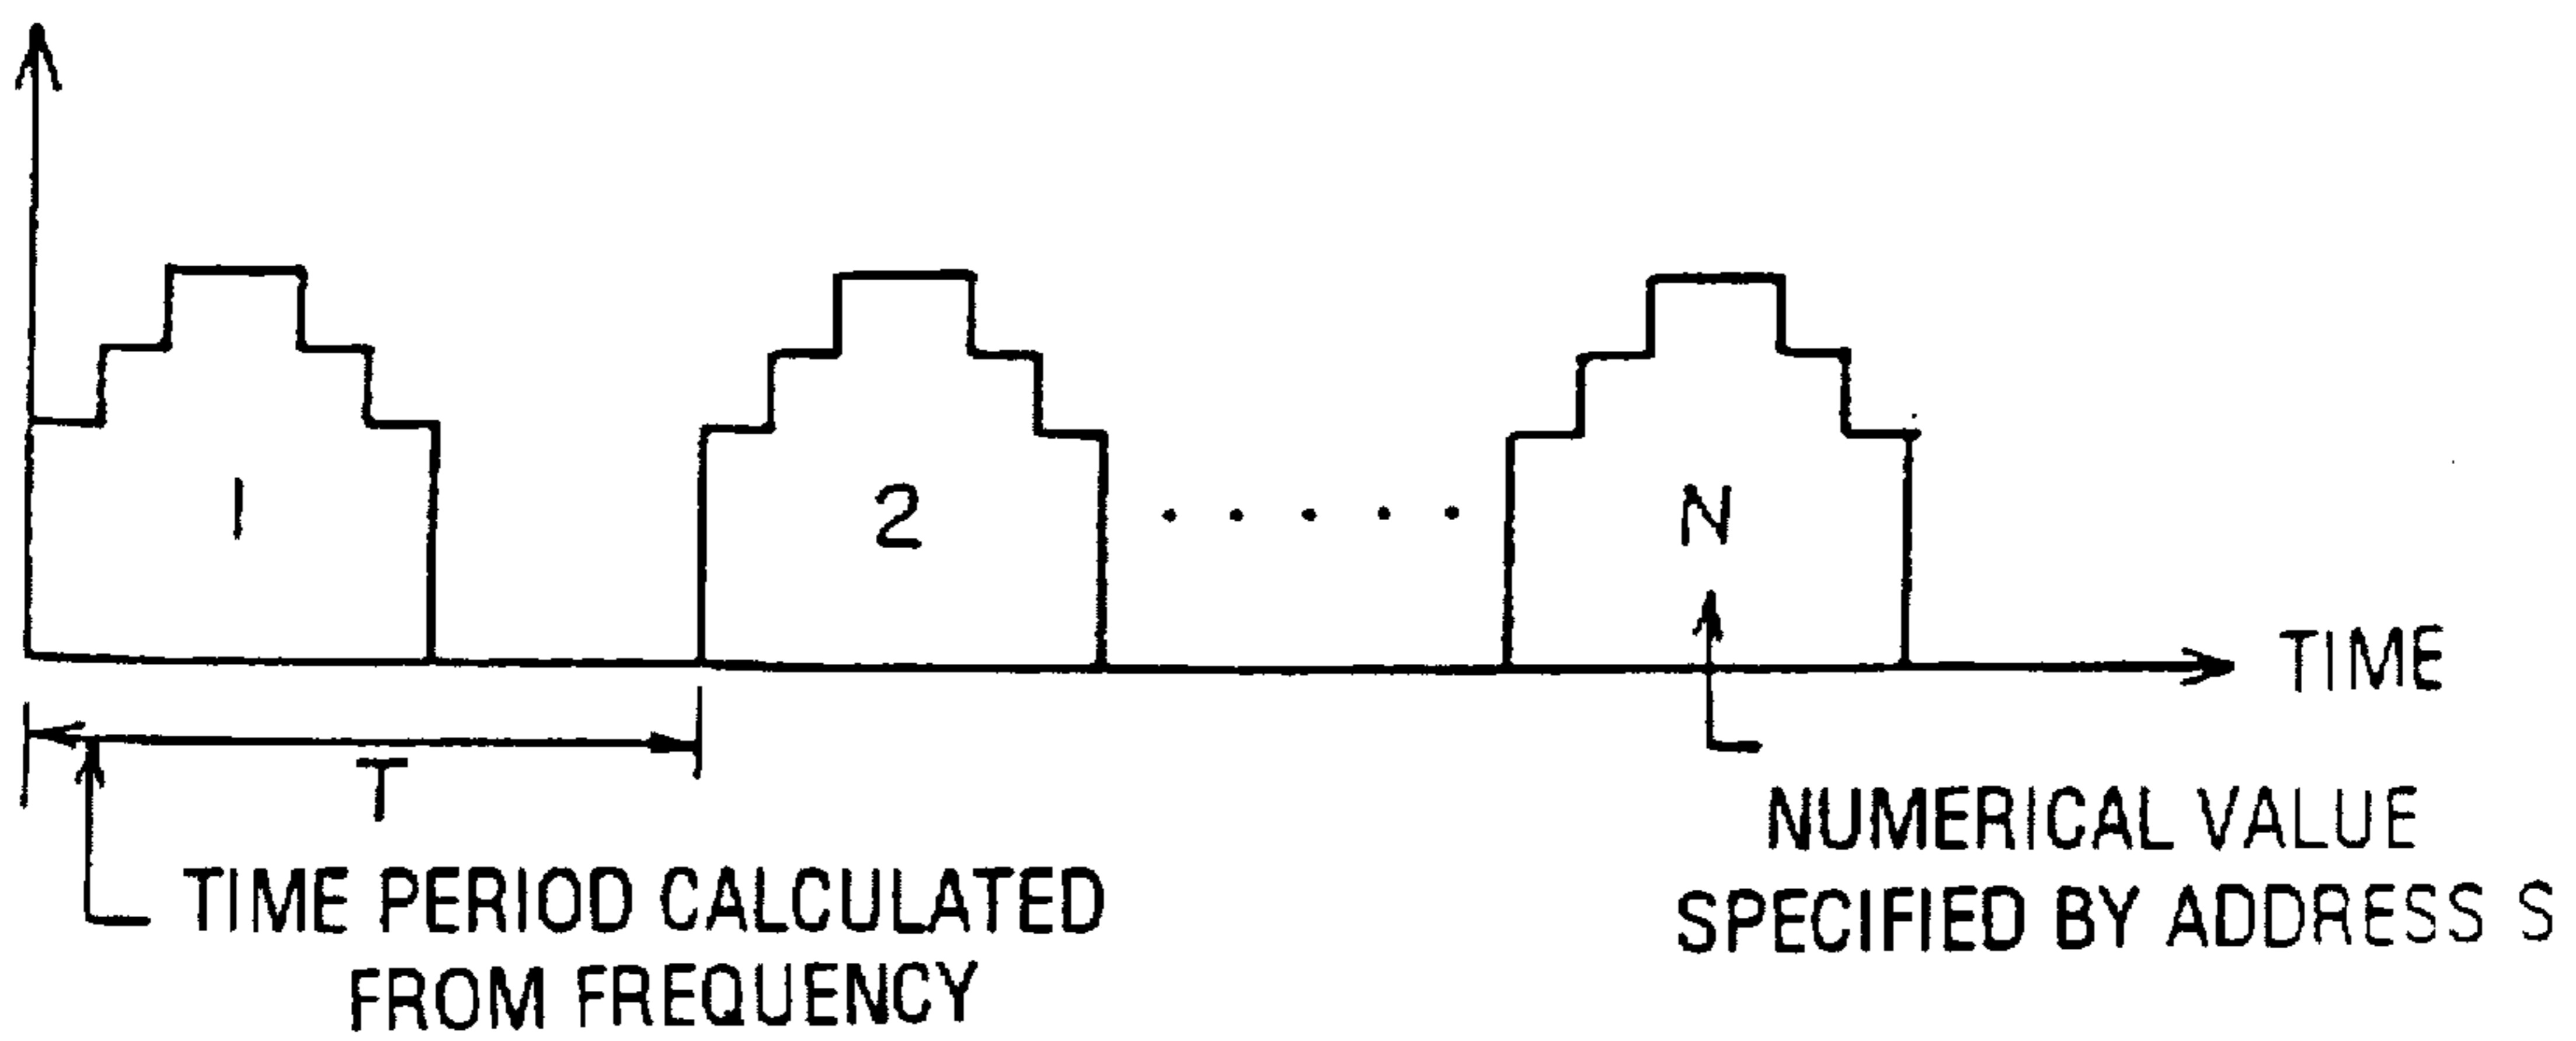 1
2
N
TIME
T
TIME PERIOD CALCULATED
FROM FREQUENCY
NUMERICAL VALUE
SPECIFIED BY ADDRESS S